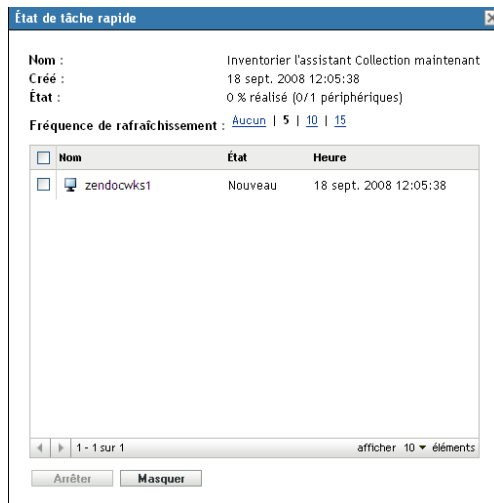 État de tâche rapide
Nom : Inventorier l'assistant Collection maintenant
Créé : 18 sept. 2008 12:05:38
État : 0 % réalisé (0/1 périphériques)
Fréquence de rafraîchissement : Aucun | 5 | 10 | 15
Nom État Heure
zendocwks1 Nouveau 18 sept. 2008 12:05:38
1 - 1 sur 1 afficher 10 éléments
Arrêter Masquer